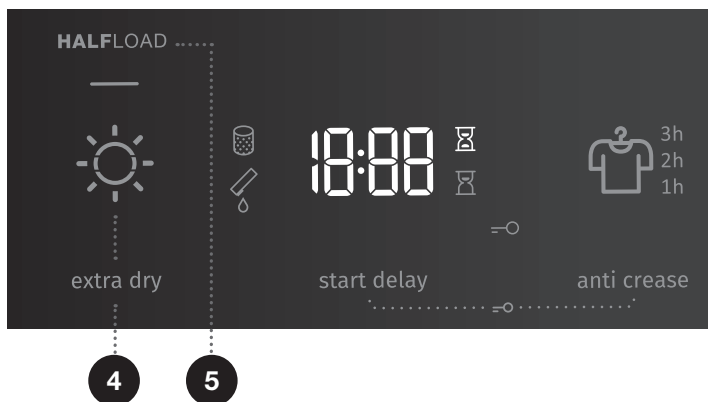 HALFLOAD
18:88
3h
2h
1h
extra dry
start delay
anti crease
4
5